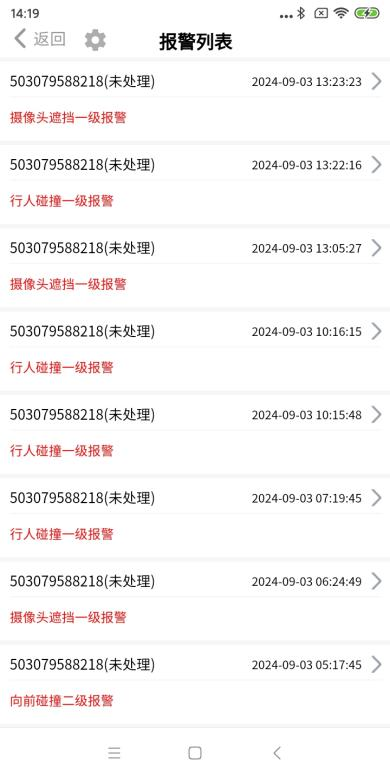 14:19
返回
报警列表
503079588218(未处理) 2024-09-03 13:23:23
摄像头遮挡一级报警
503079588218(未处理) 2024-09-03 13:22:16
行人碰撞一级报警
503079588218(未处理) 2024-09-03 13:05:27
摄像头遮挡一级报警
503079588218(未处理) 2024-09-03 10:16:15
行人碰撞一级报警
503079588218(未处理) 2024-09-03 10:15:48
行人碰撞一级报警
503079588218(未处理) 2024-09-03 07:19:45
行人碰撞一级报警
503079588218(未处理) 2024-09-03 06:24:49
摄像头遮挡一级报警
503079588218(未处理) 2024-09-03 05:17:45
向前碰撞二级报警